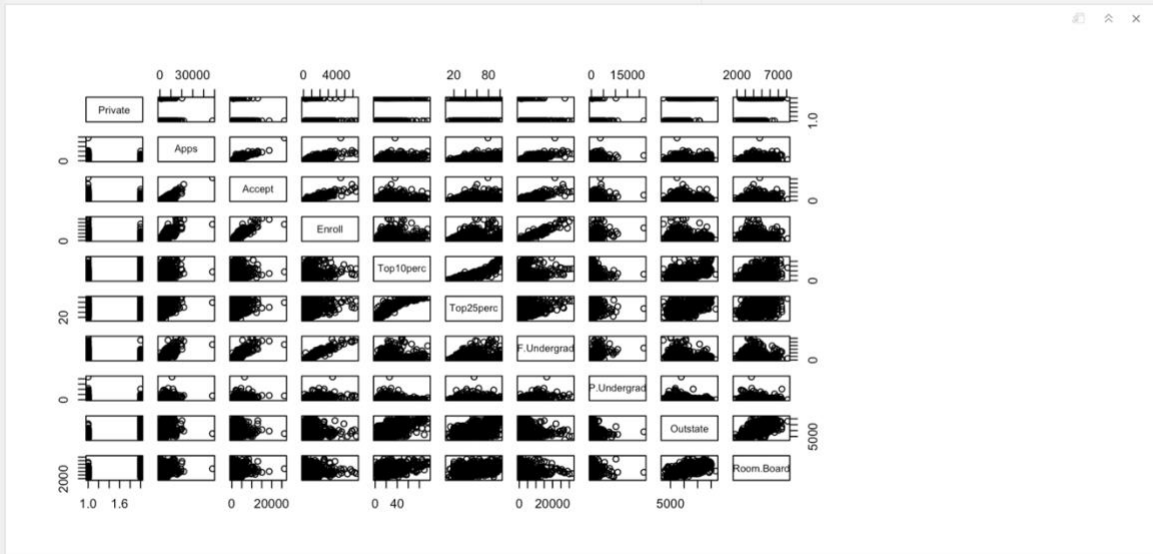 0 30000 0 4000 20 80 0 15000 2000 7000
Private
1.0
Apps
0
Accept
0
Enroll
0
Top10perc
0
Top25perc
20
F.Undergrad
0
P.Undergrad
0
Outstate
5000
Room.Board
2000
1.0 1.6 0 20000 0 40 0 20000 5000